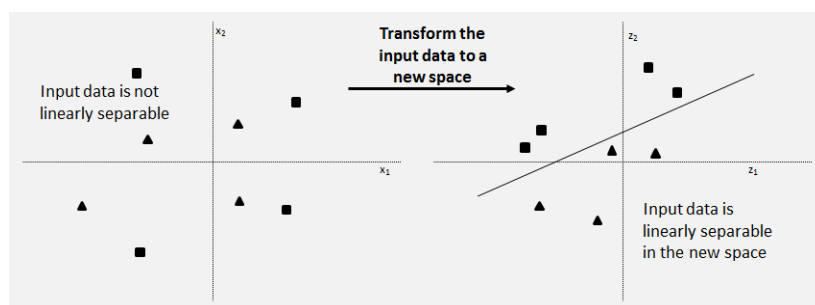 x2
Transform the
input data to a
new space
z2
Input data is not
linearly separable
x1
z1
Input data is
linearly separable
in the new space